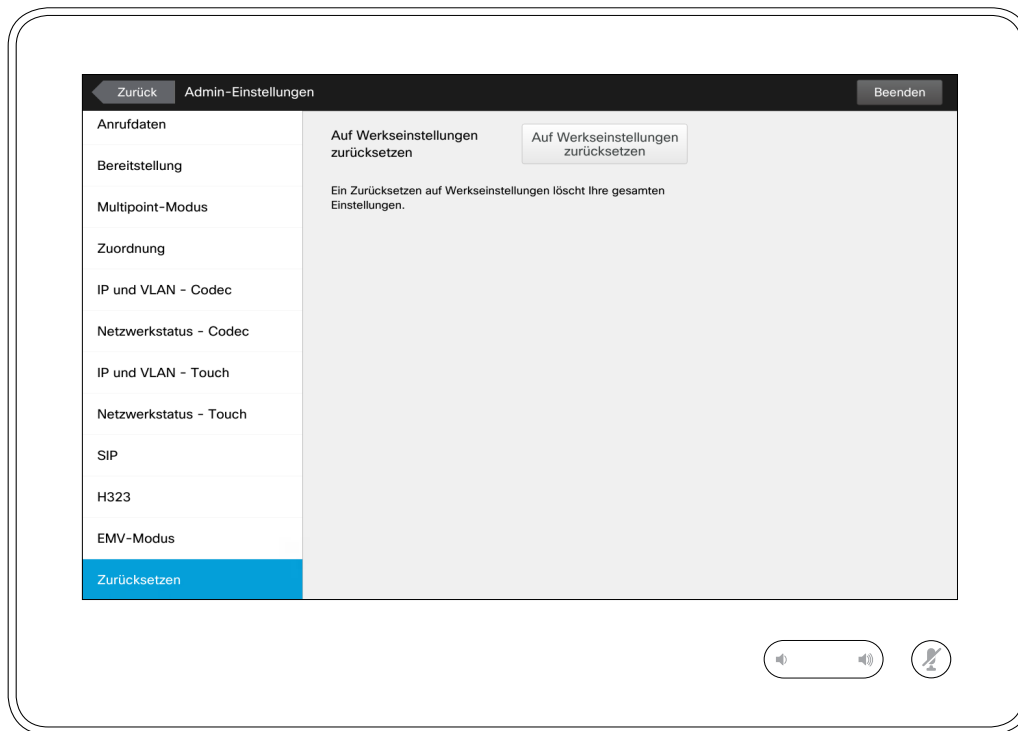 Zurück
Admin-Einstellungen
Beenden
Anrufdaten
Bereitstellung
Multipoint-Modus
Zuordnung
IP und VLAN - Codec
Netzwerkstatus - Codec
IP und VLAN - Touch
Netzwerkstatus - Touch
SIP
H323
EMV-Modus
Zurücksetzen
Auf Werkseinstellungen
zurücksetzen
Auf Werkseinstellungen
zurücksetzen
Ein Zurücksetzen auf Werkseinstellungen löscht Ihre gesamten
Einstellungen.